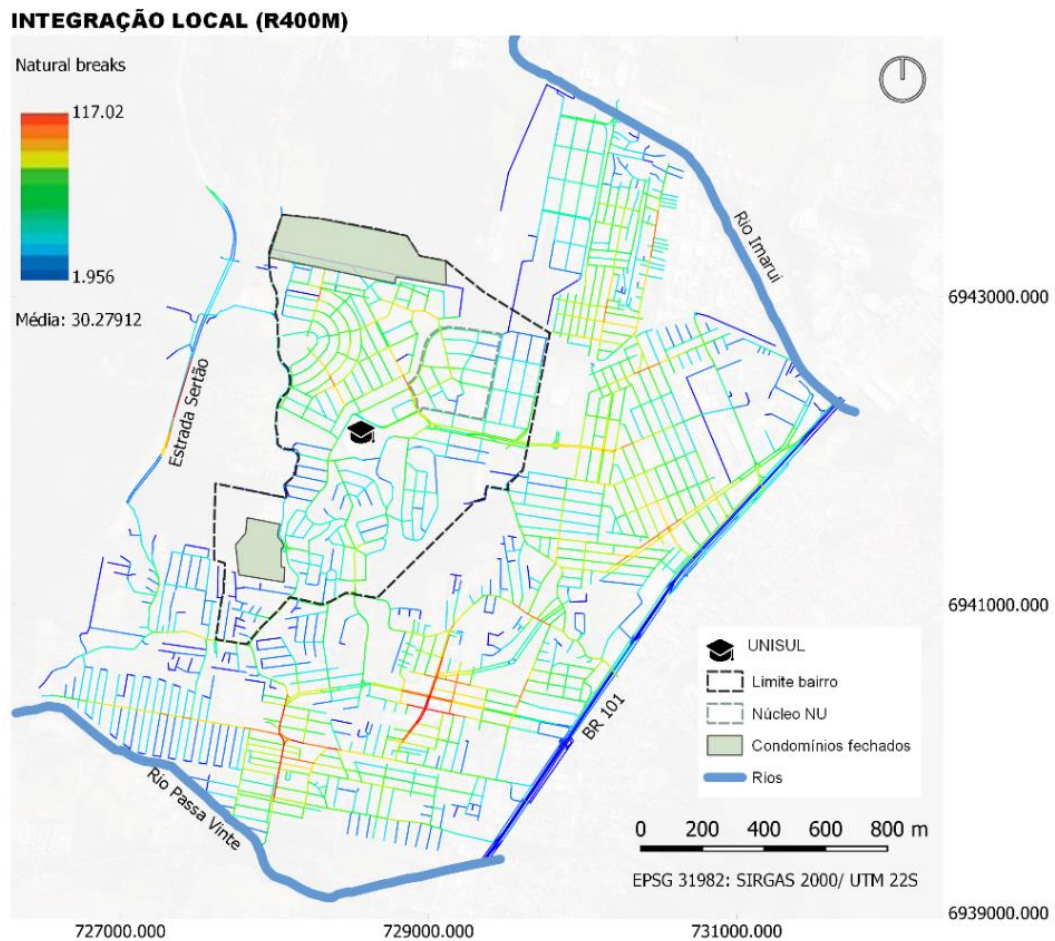 INTEGRAÇÃO LOCAL (R400M)
Natural breaks
117.02
1.956
Média: 30.27912
Rio Imarui
6943000.000
Estrada Sertão
6941000.000
UNISUL
Limite bairro
Núcleo NU
Condomínios fechados
Rios
BR 101
Rio Passa Vinte
0 200 400 600 800 m
EPSG 31982: SIRGAS 2000/ UTM 22S
6939000.000
727000.000 729000.000 731000.000